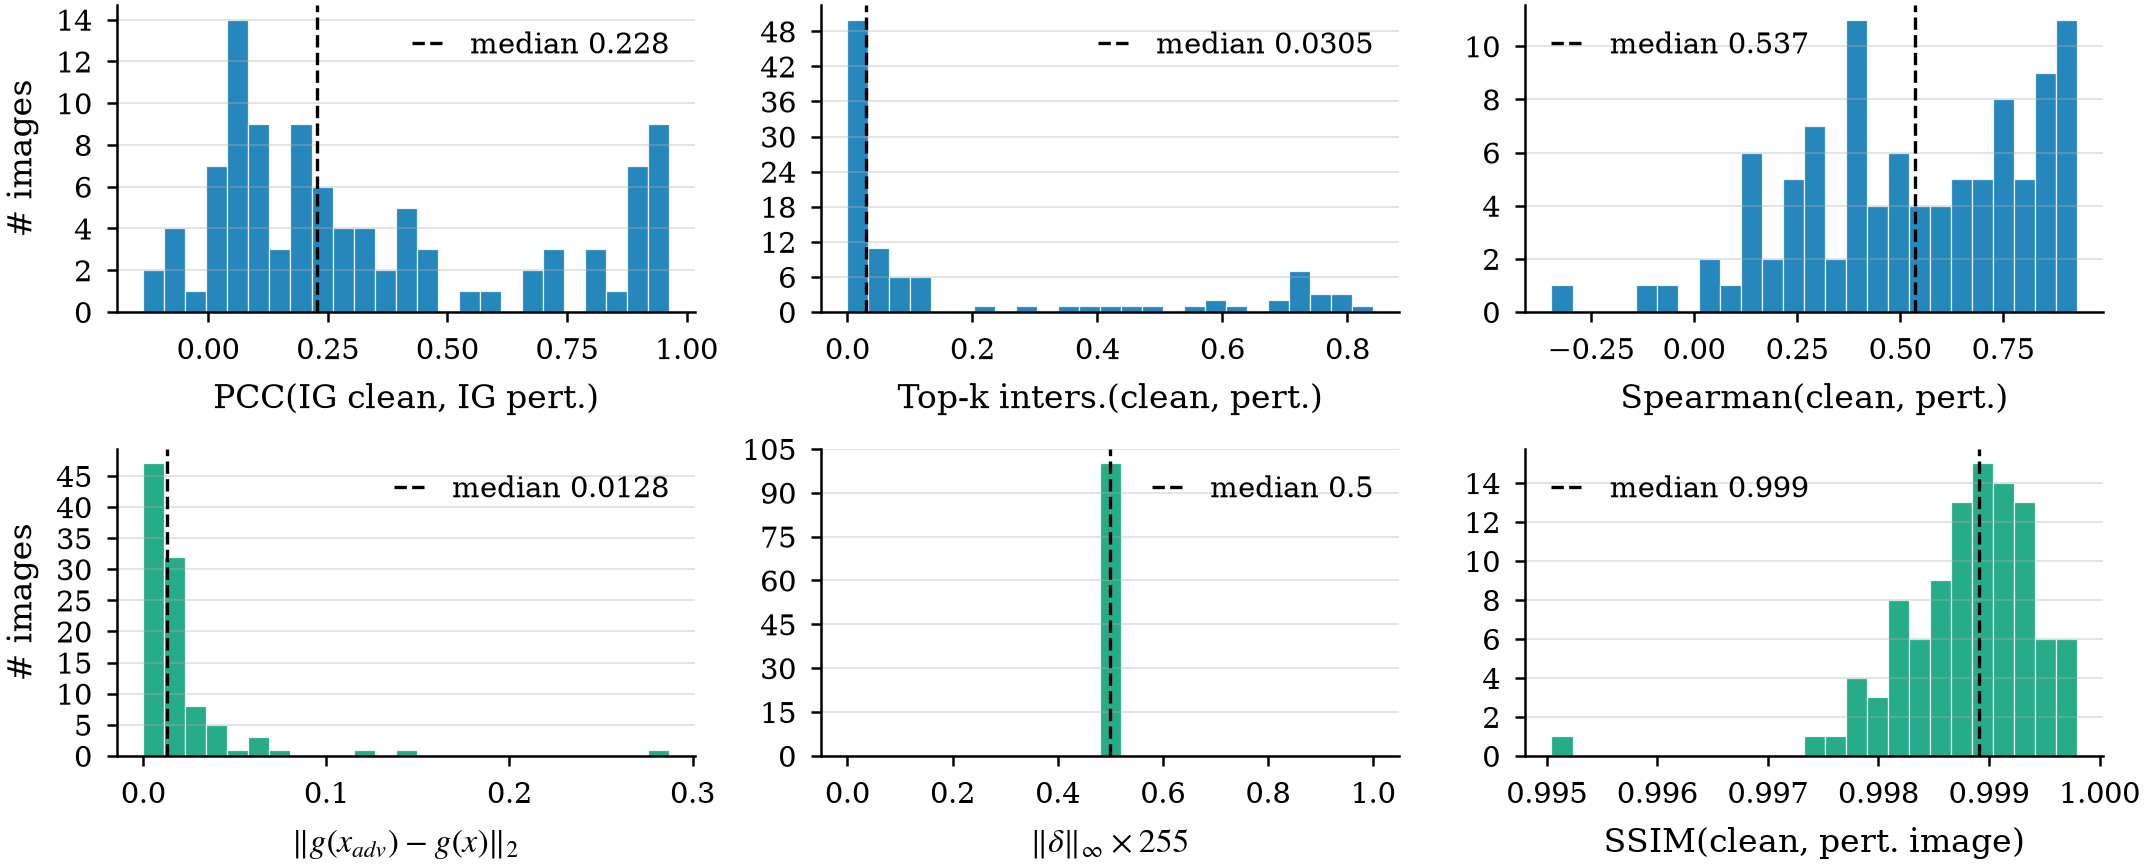 # images
14
12
10
8
6
4
2
0
median 0.228
0.00 0.25 0.50 0.75 1.00
PCC(IG clean, IG pert.)
48
42
36
30
24
18
12
6
0
median 0.0305
0.0 0.2 0.4 0.6 0.8
Top-k inters.(clean, pert.)
10
8
6
4
2
0
median 0.537
−0.25 0.00 0.25 0.50 0.75
Spearman(clean, pert.)
# images
45
40
35
30
25
20
15
10
5
0
median 0.0128
0.0 0.1 0.2 0.3
‖g(x_adv) − g(x)‖₂
105
90
75
60
45
30
15
0
median 0.5
0.0 0.2 0.4 0.6 0.8 1.0
‖δ‖∞ × 255
14
12
10
8
6
4
2
0
median 0.999
0.995 0.996 0.997 0.998 0.999 1.000
SSIM(clean, pert. image)